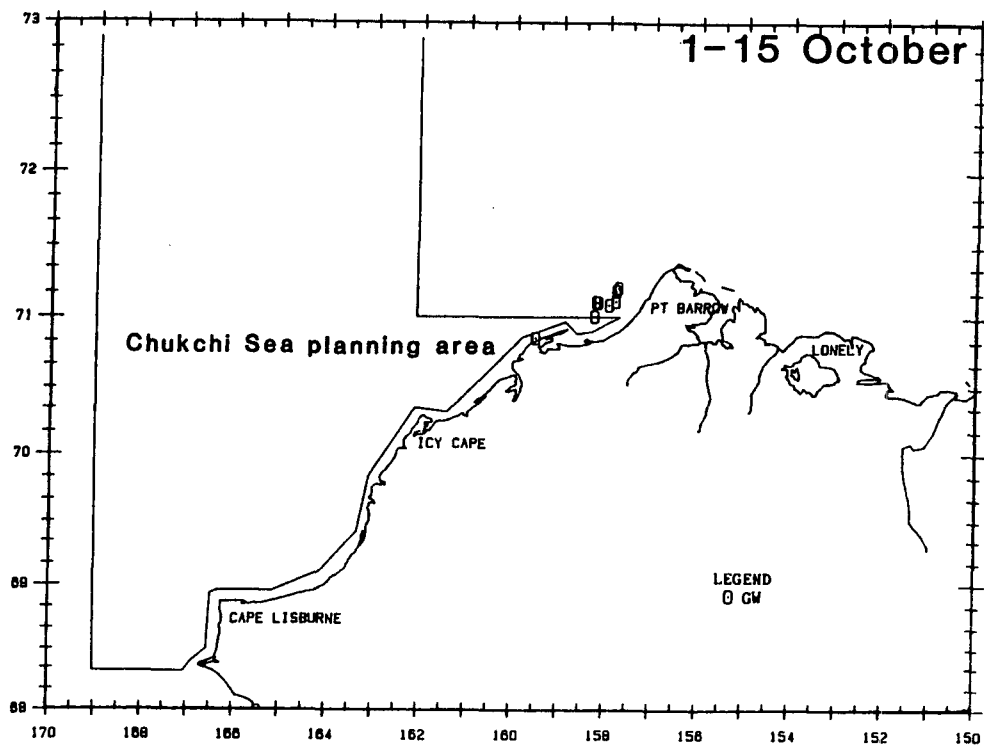 73
1-15 October
72
71
PT BARROW
Chukchi Sea planning area
LONELY
70
ICY CAPE
69
LEGEND
0 GW
CAPE LISBURNE
68
170 168 166 164 162 160 158 156 154 152 150